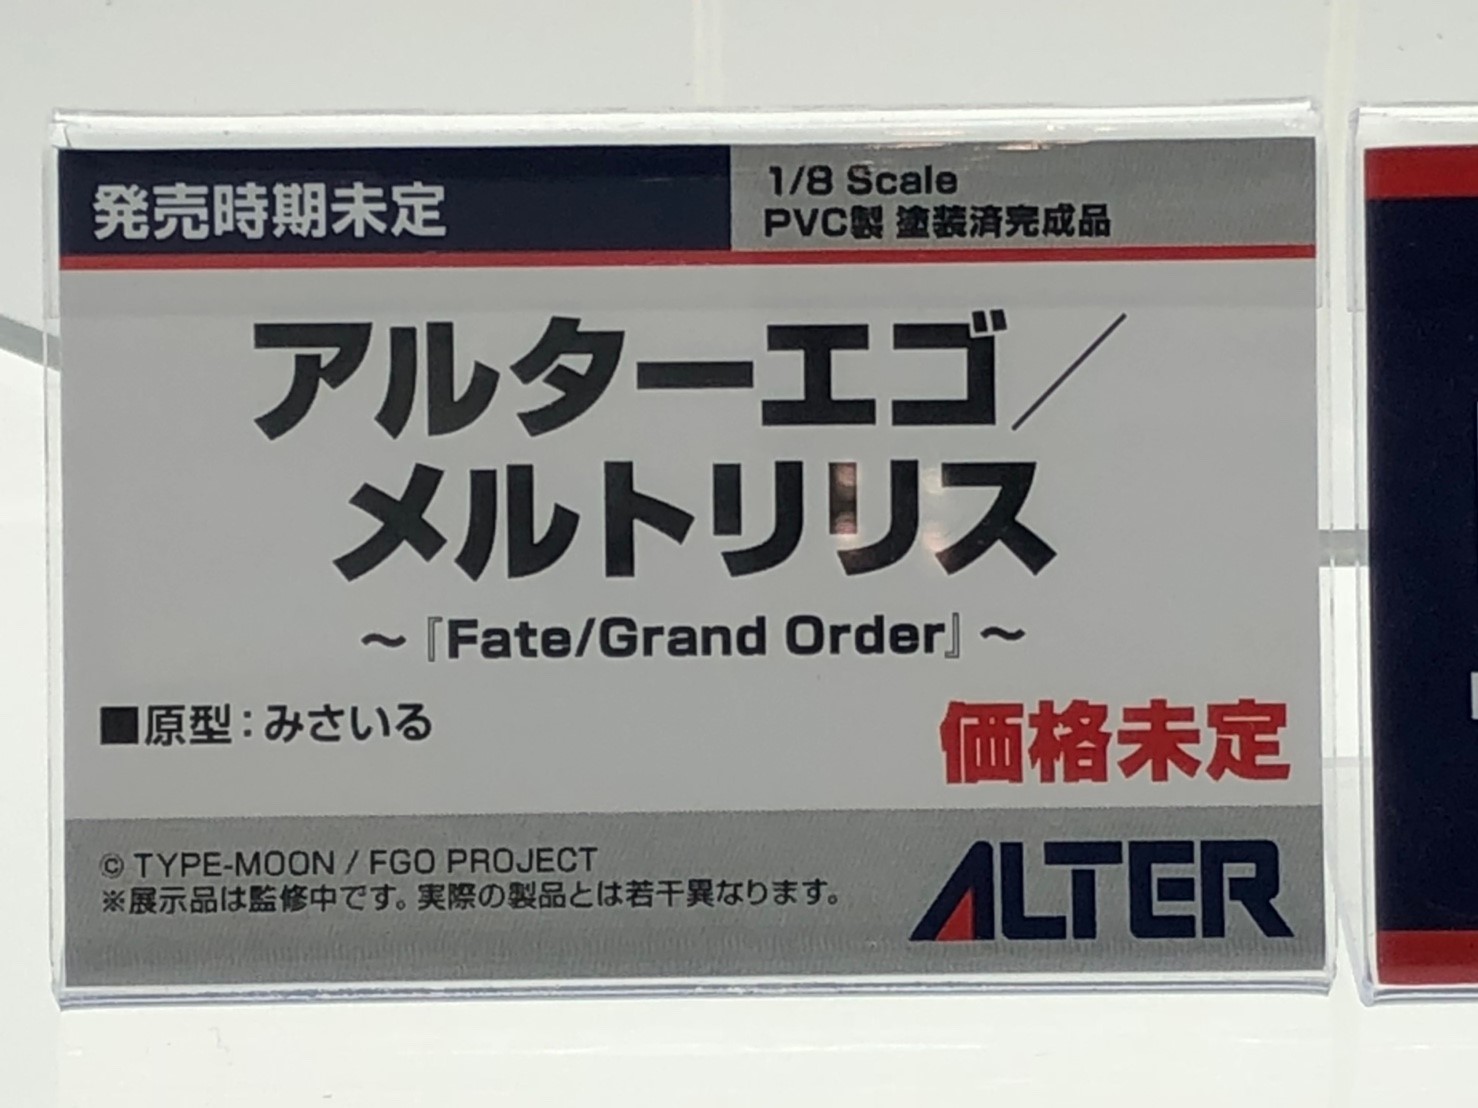 発売時期未定
1/8 Scale
PVC製 塗装済完成品
アルターエゴ／
メルトリリス
～『Fate/Grand Order』～
■原型：みさいる
価格未定
© TYPE-MOON / FGO PROJECT
※展示品は監修中です。実際の製品とは若干異なります。
ALTER